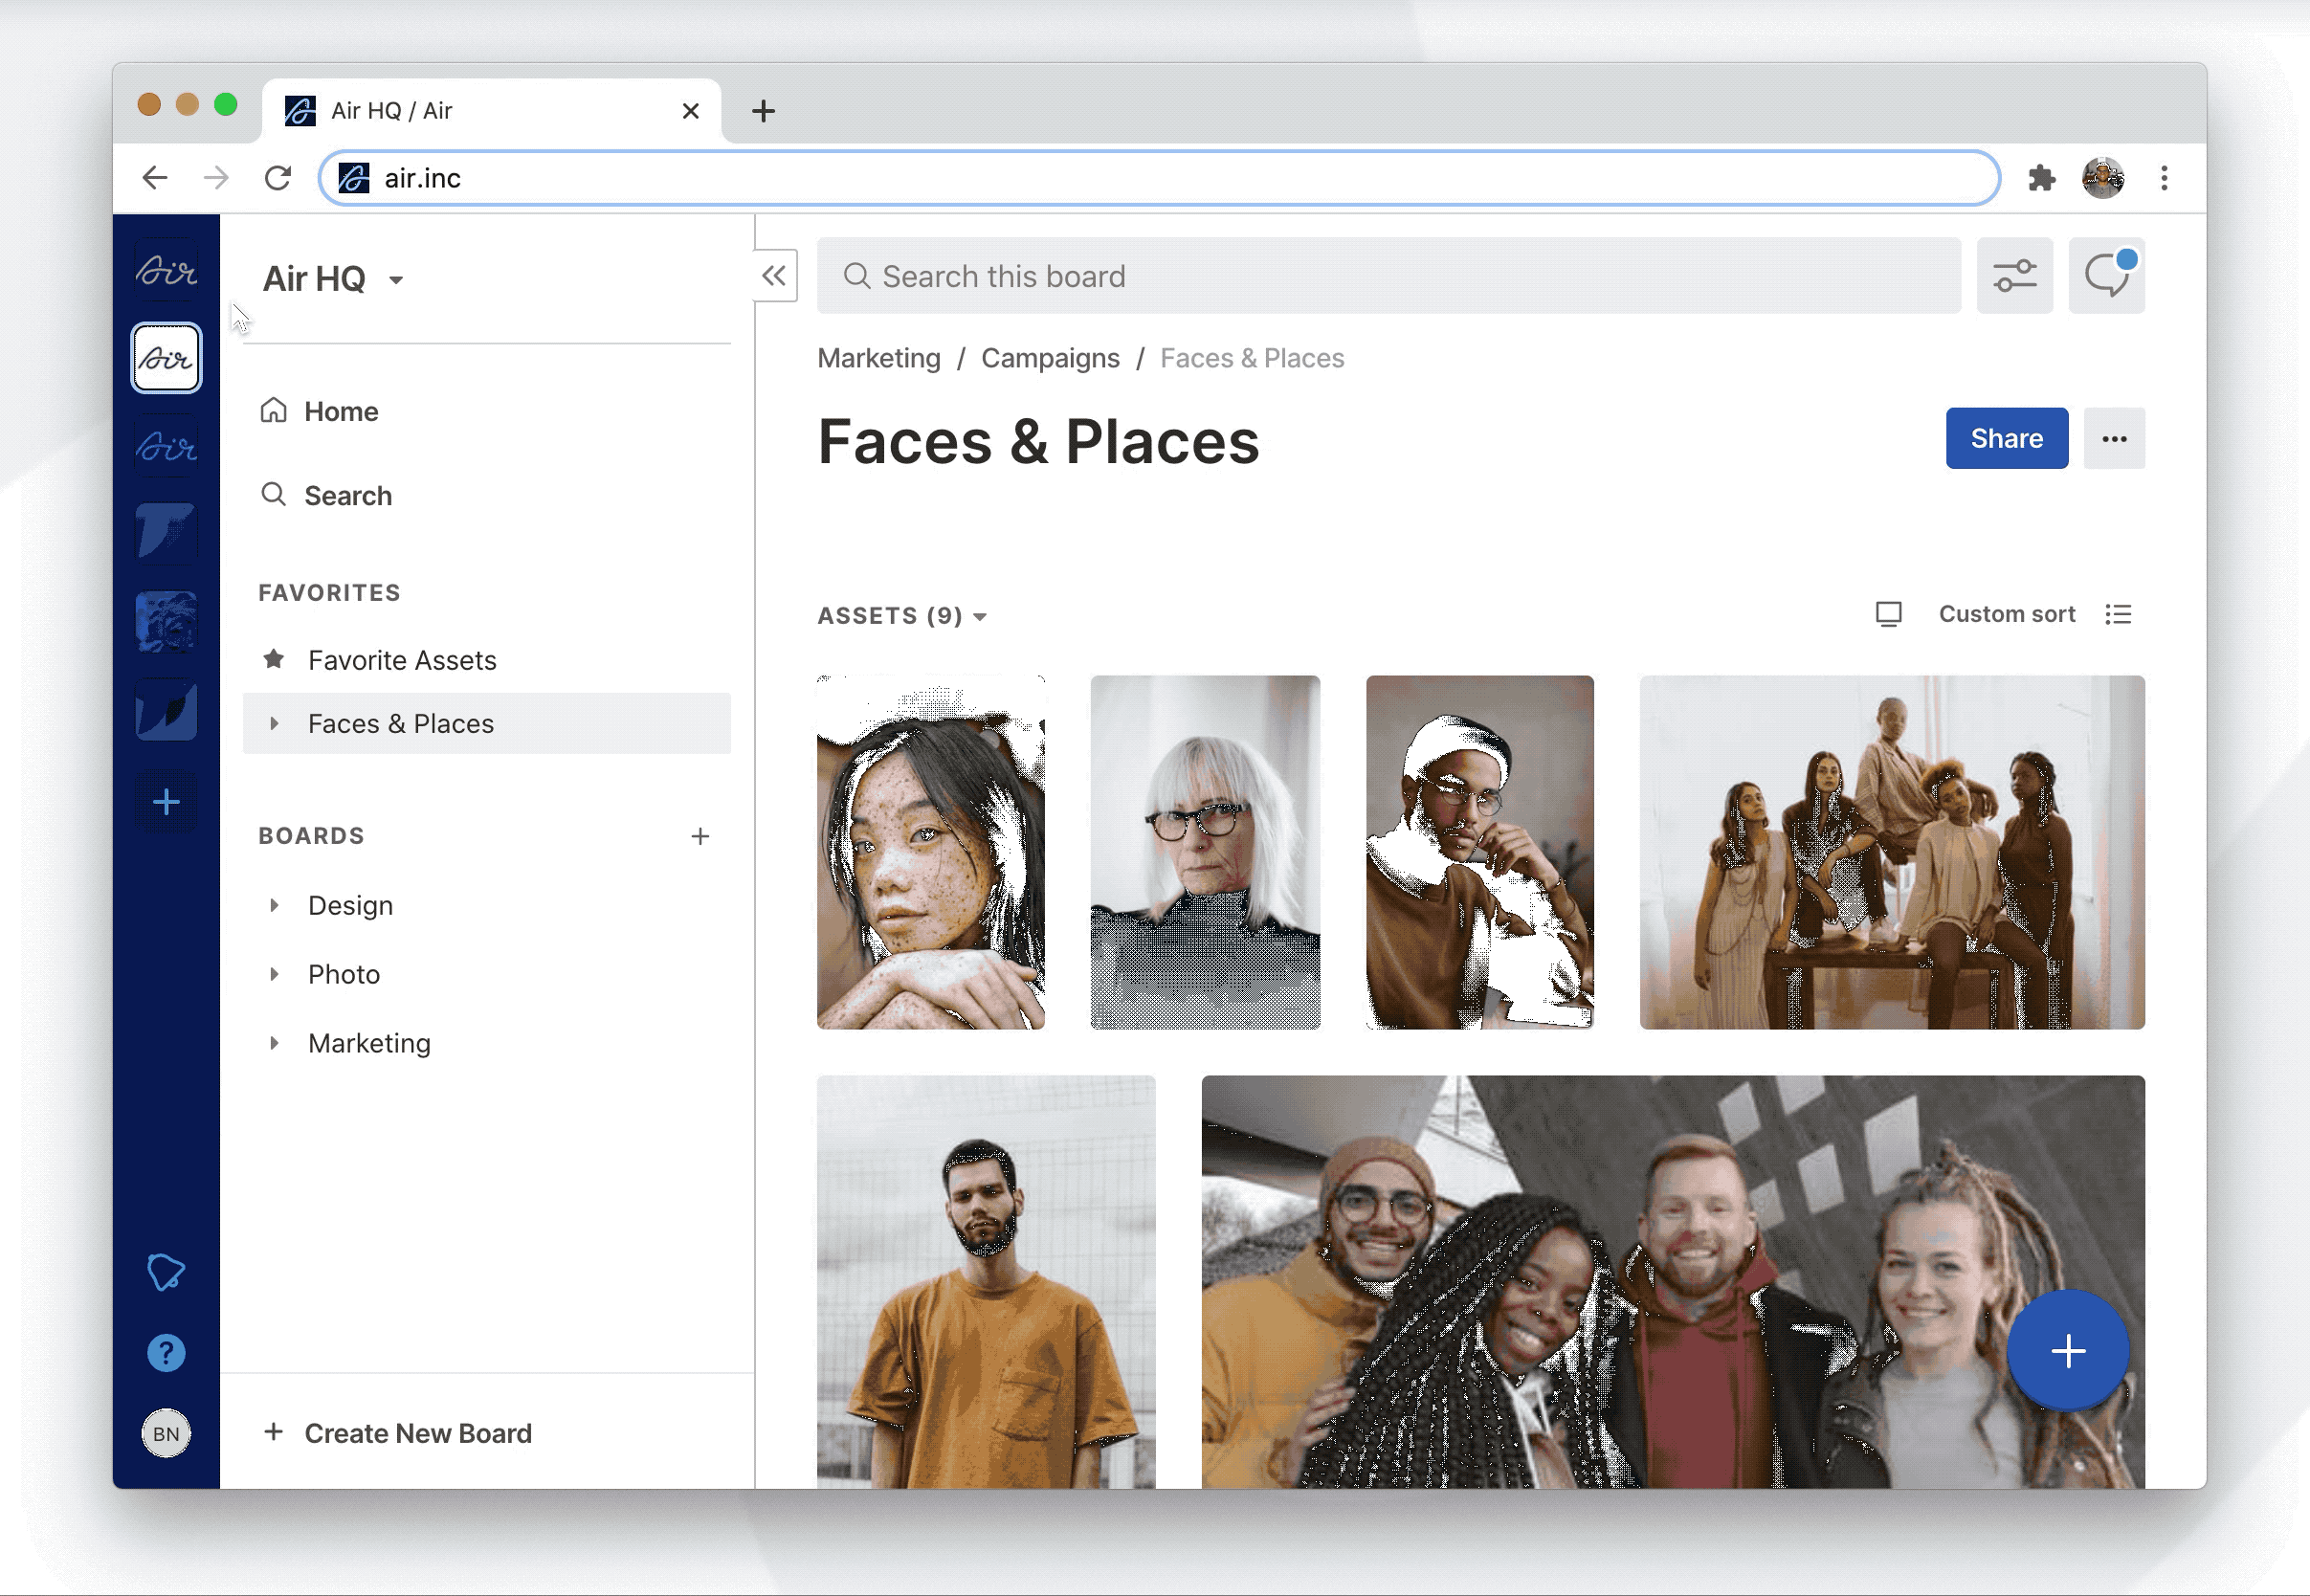 Air HQ / Air
air.inc
Air
Air
Air
Air HQ
Home
Search
FAVORITES
Favorite Assets
Faces & Places
BOARDS
Design
Photo
Marketing
?
BN
Create New Board
Search this board
Marketing / Campaigns / Faces & Places
Faces & Places
Share
ASSETS (9)
Custom sort